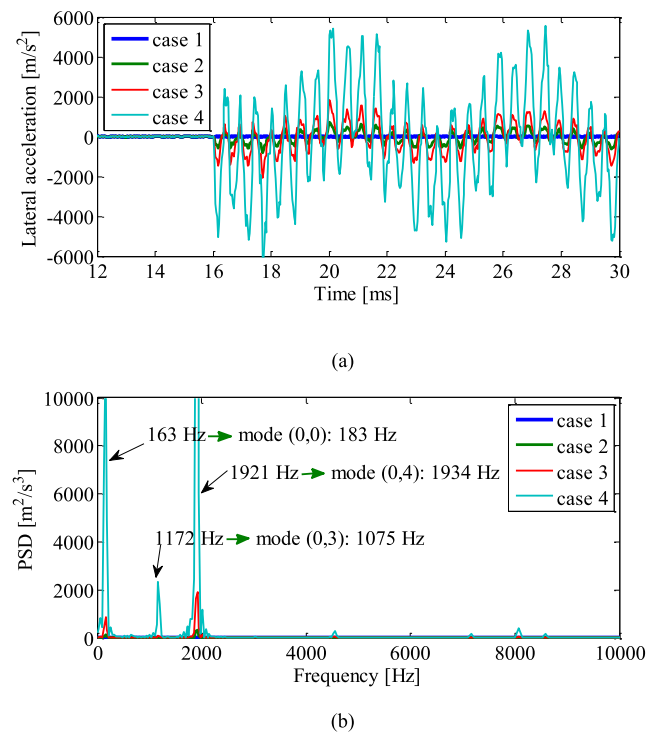 6000
4000
2000
0
-2000
-4000
-6000
Lateral acceleration [m/s²]
case 1
case 2
case 3
case 4
12 14 16 18 20 22 24 26 28 30
Time [ms]
(a)
10000
8000
6000
4000
2000
0
PSD [m²/s³]
163 Hz mode (0,0): 183 Hz
1921 Hz mode (0,4): 1934 Hz
1172 Hz mode (0,3): 1075 Hz
case 1
case 2
case 3
case 4
0 2000 4000 6000 8000 10000
Frequency [Hz]
(b)